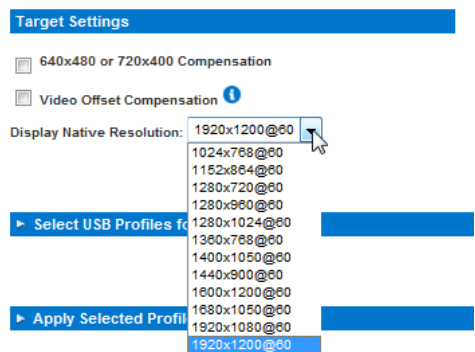 Target Settings
640x480 or 720x400 Compensation
Video Offset Compensation
Display Native Resolution: 1920x1200@60
1024x768@60
1152x864@60
1280x720@60
1280x960@60
Select USB Profiles fo
1280x1024@60
1360x768@60
1400x1050@60
1440x900@60
1600x1200@60
1680x1050@60
Apply Selected Profil
1920x1080@60
1920x1200@60